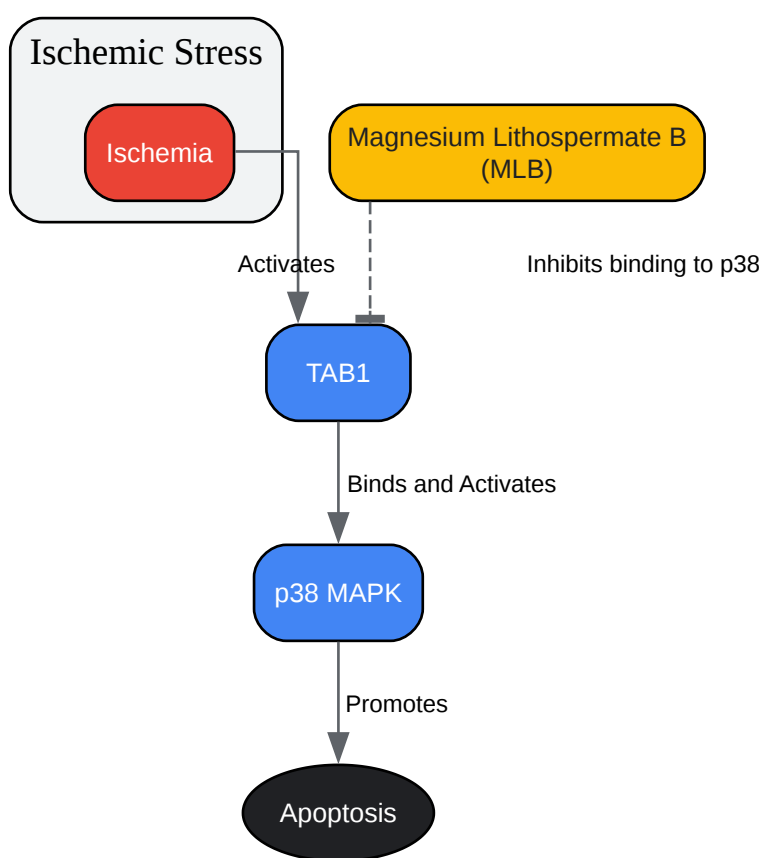 Ischemic Stress
Ischemia
Magnesium Lithospermate B
(MLB)
Activates
Inhibits binding to p38
TAB1
Binds and Activates
p38 MAPK
Promotes
Apoptosis